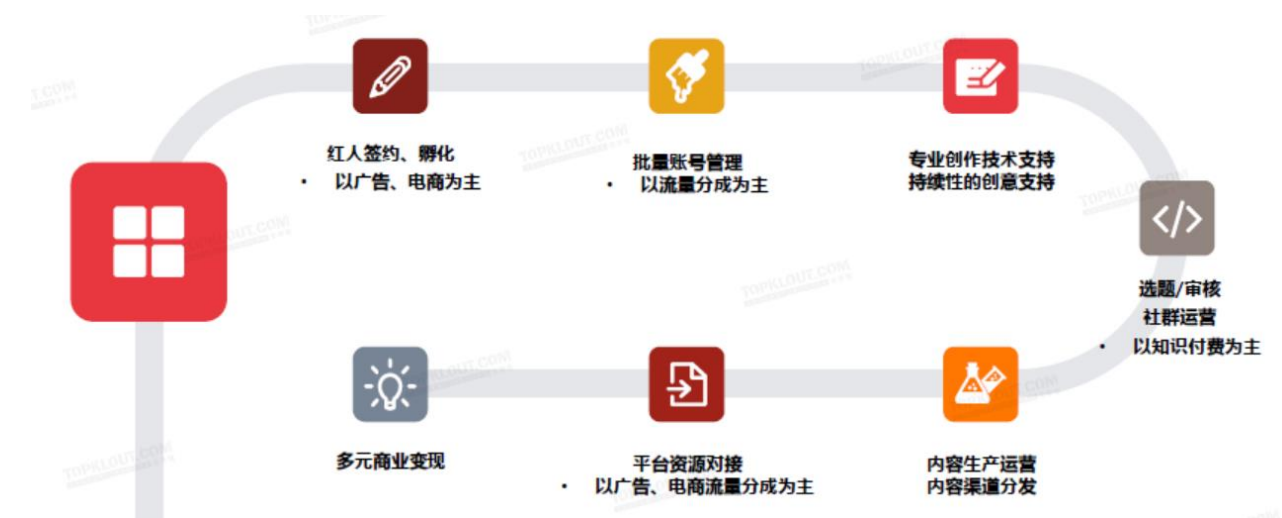 红人签约、孵化
• 以广告、电商为主
批量账号管理
• 以流量分成为主
专业创作技术支持
持续性的创意支持
选题/审核
社群运营
• 以知识付费为主
多元商业变现
平台资源对接
• 以广告、电商流量分成为主
内容生产运营
内容渠道分发
TOPKLOUT.COM